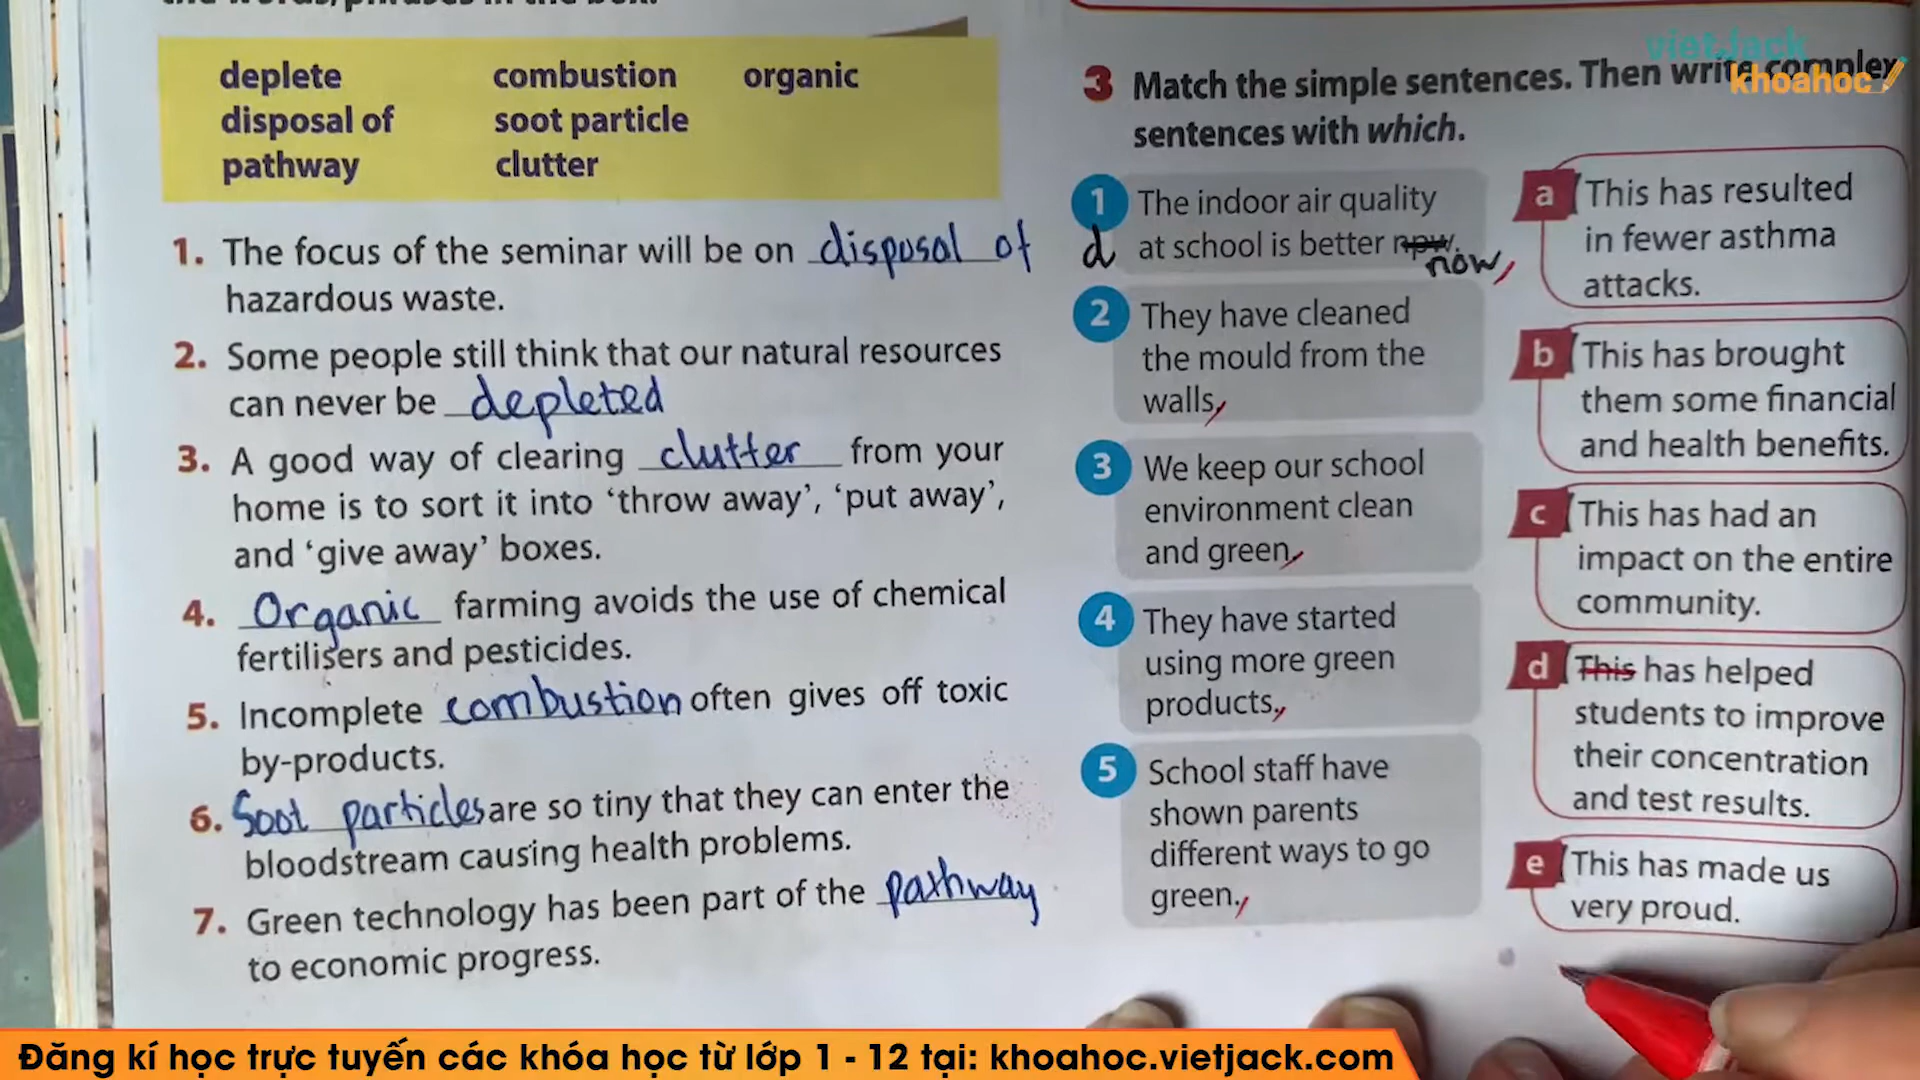 deplete combustion organic
disposal of soot particle
pathway clutter
1. The focus of the seminar will be on disposal of
hazardous waste.
2. Some people still think that our natural resources
can never be depleted
3. A good way of clearing clutter from your
home is to sort it into ‘throw away’, ‘put away’,
and ‘give away’ boxes.
4. Organic farming avoids the use of chemical
fertilisers and pesticides.
5. Incomplete combustion often gives off toxic
by-products.
6. Soot particles are so tiny that they can enter the
bloodstream causing health problems.
7. Green technology has been part of the pathway
to economic progress.
vietjack
khoahoc
3 Match the simple sentences. Then write complex
sentences with which.
1 The indoor air quality
d at school is better now.
now,
2 They have cleaned
the mould from the
walls,
3 We keep our school
environment clean
and green,
4 They have started
using more green
products.,
5 School staff have
shown parents
different ways to go
green.,
a This has resulted
in fewer asthma
attacks.
b This has brought
them some financial
and health benefits.
c This has had an
impact on the entire
community.
d This has helped
students to improve
their concentration
and test results.
e This has made us
very proud.
Đăng kí học trực tuyến các khóa học từ lớp 1 - 12 tại: khoahoc.vietjack.com